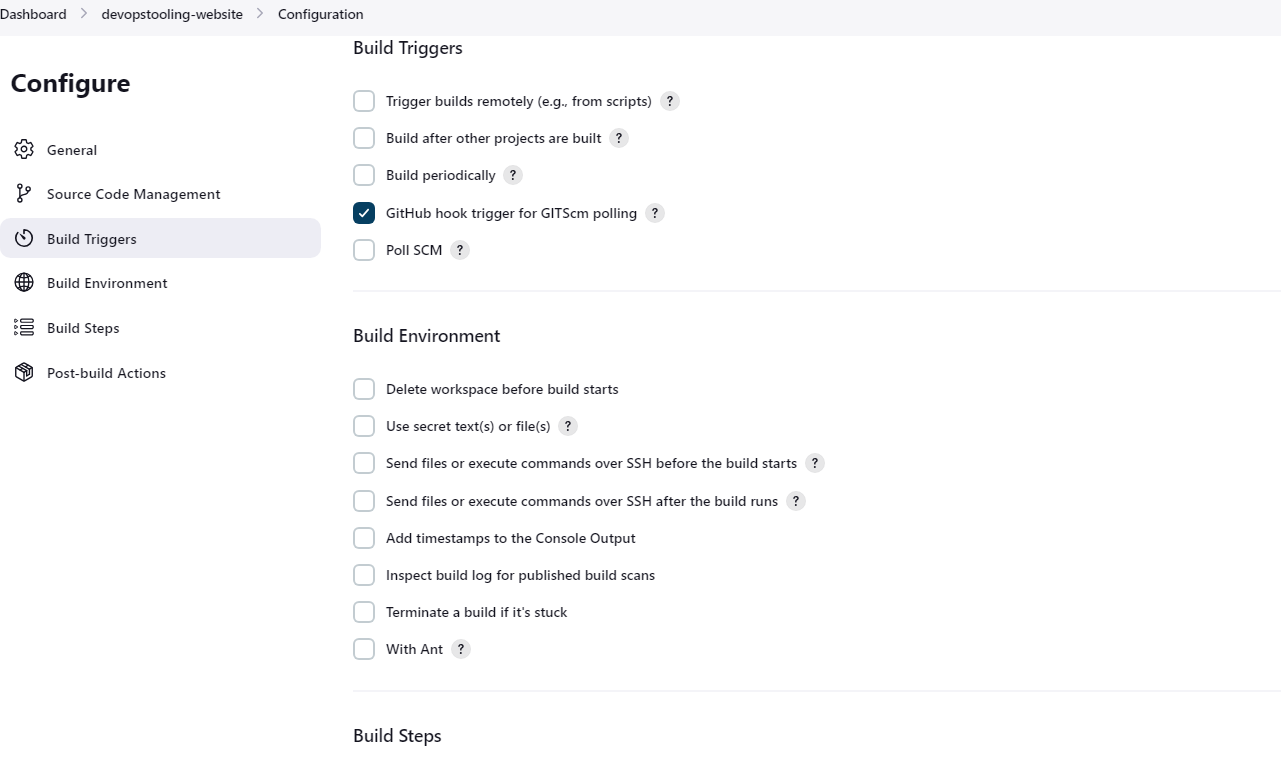 Dashboard > devopstooling-website > Configuration
Configure
General
Source Code Management
Build Triggers
Build Environment
Build Steps
Post-build Actions
Build Triggers
Trigger builds remotely (e.g., from scripts) ?
Build after other projects are built ?
Build periodically ?
GitHub hook trigger for GITScm polling ?
Poll SCM ?
Build Environment
Delete workspace before build starts
Use secret text(s) or file(s) ?
Send files or execute commands over SSH before the build starts ?
Send files or execute commands over SSH after the build runs ?
Add timestamps to the Console Output
Inspect build log for published build scans
Terminate a build if it's stuck
With Ant ?
Build Steps